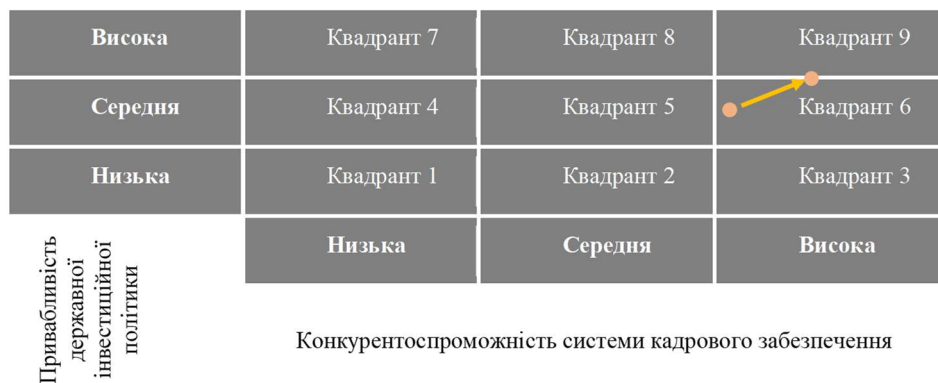 Висока Квадрант 7 Квадрант 8 Квадрант 9
Середня Квадрант 4 Квадрант 5 Квадрант 6
Низька Квадрант 1 Квадрант 2 Квадрант 3
Низька Середня Висока
Привабливість
державної
інвестиційної
політики
Конкурентоспроможність системи кадрового забезпечення